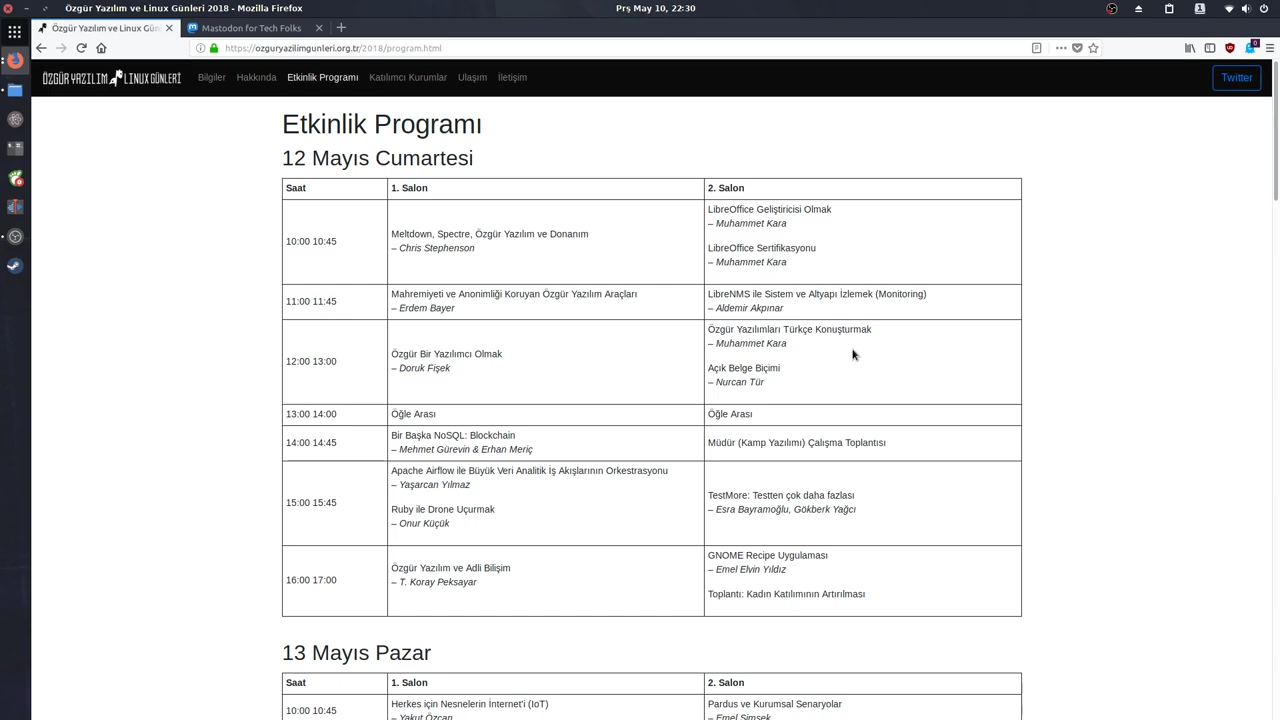 Özgür Yazılım ve Linux Günleri 2018 - Mozilla Firefox
Prş May 10, 22:30
Özgür Yazılım ve Linux Gün
Mastodon for Tech Folks
https://ozguryazilimgunleri.org.tr/2018/program.html
ÖZGÜR YAZILIM LINUX GÜNLERİ
Bilgiler
Hakkında
Etkinlik Programı
Katılımcı Kurumlar
Ulaşım
İletişim
Twitter
Etkinlik Programı
12 Mayıs Cumartesi
Saat
1. Salon
2. Salon
10:00 10:45
Meltdown, Spectre, Özgür Yazılım ve Donanım
– Chris Stephenson
LibreOffice Geliştiricisi Olmak
– Muhammet Kara
LibreOffice Sertifikasyonu
– Muhammet Kara
11:00 11:45
Mahremiyeti ve Anonimliği Koruyan Özgür Yazılım Araçları
– Erdem Bayer
LibreNMS ile Sistem ve Altyapı İzlemek (Monitoring)
– Aldemir Akpınar
12:00 13:00
Özgür Bir Yazılımcı Olmak
– Doruk Fişek
Özgür Yazılımları Türkçe Konuşturmak
– Muhammet Kara
Açık Belge Biçimi
– Nurcan Tür
13:00 14:00
Öğle Arası
Öğle Arası
14:00 14:45
Bir Başka NoSQL: Blockchain
– Mehmet Gürevin & Erhan Meriç
Müdür (Kamp Yazılımı) Çalışma Toplantısı
15:00 15:45
Apache Airflow ile Büyük Veri Analitik İş Akışlarının Orkestrasyonu
– Yaşarcan Yılmaz
Ruby ile Drone Uçurmak
– Onur Küçük
TestMore: Testten çok daha fazlası
– Esra Bayramoğlu, Gökberk Yağcı
16:00 17:00
Özgür Yazılım ve Adli Bilişim
– T. Koray Peksayar
GNOME Recipe Uygulaması
– Emel Elvin Yıldız
Toplantı: Kadın Katılımının Artırılması
13 Mayıs Pazar
Saat
1. Salon
2. Salon
10:00 10:45
Herkes için Nesnelerin İnternet'i (IoT)
– Yakut Özcan
Pardus ve Kurumsal Senaryolar
– Emel Şimşek